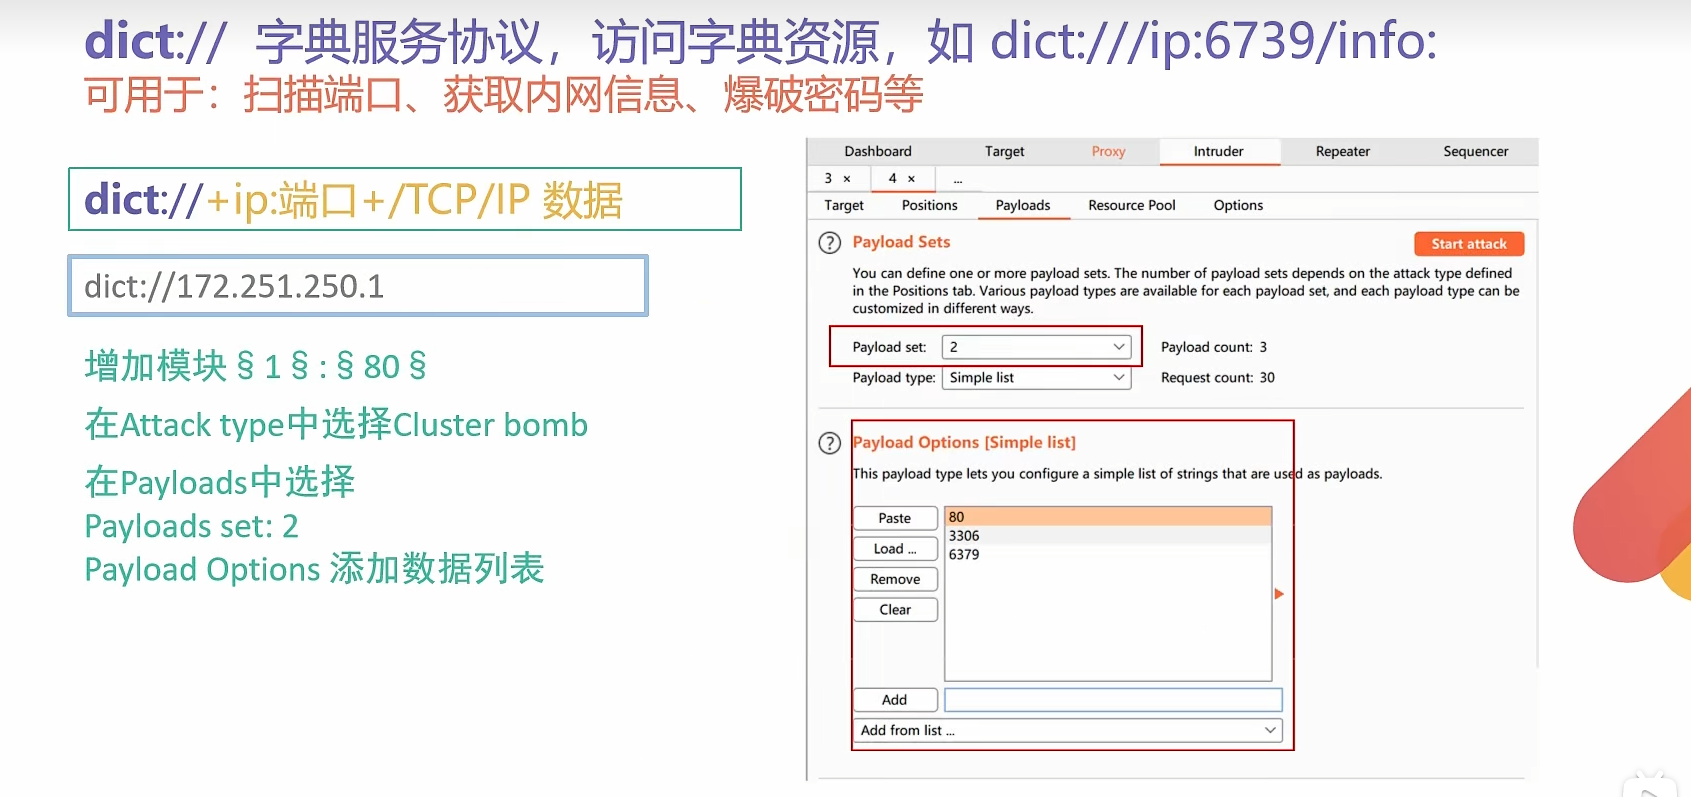 dict:// 字典服务协议，访问字典资源，如 dict:///ip:6739/info:
可用于：扫描端口、获取内网信息、爆破密码等
dict://+ip:端口+/TCP/IP 数据
dict://172.251.250.1
增加模块§1§:§80§
在Attack type中选择Cluster bomb
在Payloads中选择
Payloads set: 2
Payload Options 添加数据列表
Dashboard Target Proxy Intruder Repeater Sequencer
3 × 4 × ...
Target Positions Payloads Resource Pool Options
? Payload Sets Start attack
You can define one or more payload sets. The number of payload sets depends on the attack type defined
in the Positions tab. Various payload types are available for each payload set, and each payload type can be
customized in different ways.
Payload set: 2 Payload count: 3
Payload type: Simple list Request count: 30
? Payload Options [Simple list]
This payload type lets you configure a simple list of strings that are used as payloads.
Paste
Load ...
Remove
Clear
80
3306
6379
Add
Add from list ...